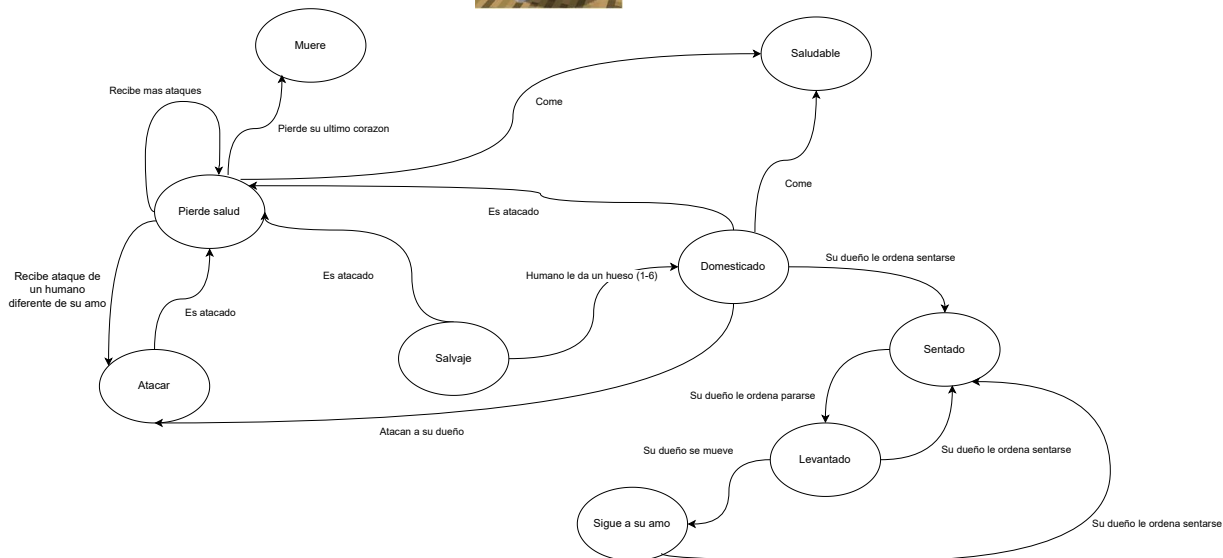 Muere
Saludable
Recibe mas ataques
Come
Pierde su ultimo corazon
Come
Pierde salud
Es atacado
Su dueño le ordena sentarse
Domesticado
Humano le da un hueso (1-6)
Es atacado
Recibe ataque de
un humano
diferente de su amo
Es atacado
Sentado
Salvaje
Atacar
Su dueño le ordena pararse
Atacan a su dueño
Su dueño se mueve
Su dueño le ordena sentarse
Levantado
Sigue a su amo
Su dueño le ordena sentarse